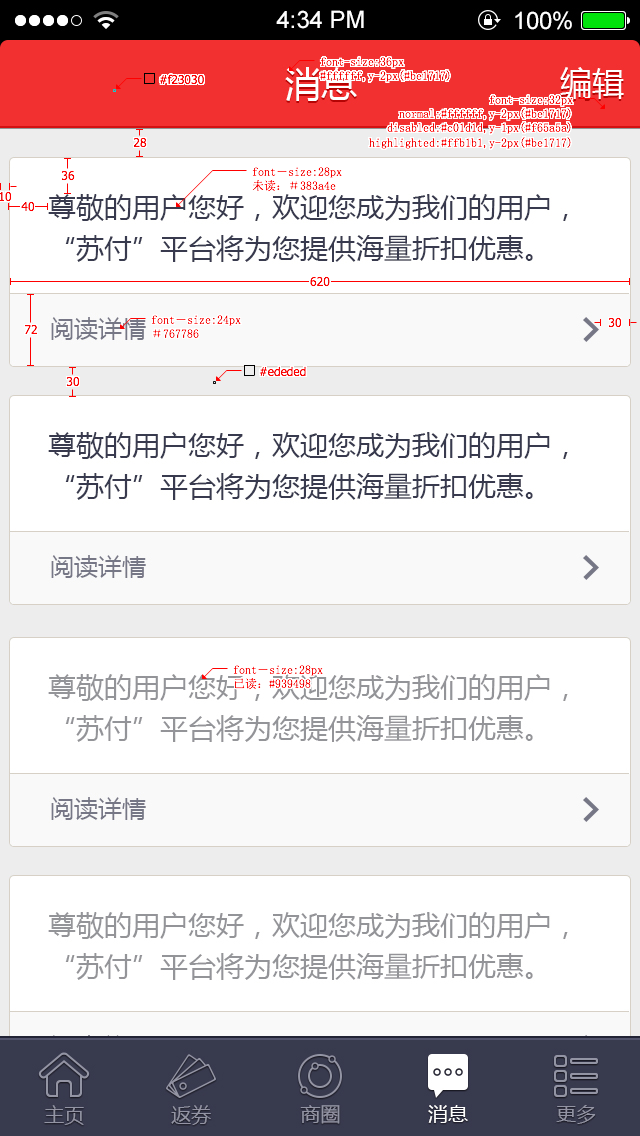 4:34 PM
100%
#f23030
消息
font-size:36px
#ffffff,y-2px(#be1717)
编辑
font-size:32px
normal:#ffffff,y-2px(#be1717)
disabled:#c01d1d,y-1px(#f65a5a)
highlighted:#ffb1b1,y-2px(#be1717)
28
36
font-size:28px
未读：#383a4e
10
40
尊敬的用户您好，欢迎您成为我们的用户，
“苏付”平台将为您提供海量折扣优惠。
620
72
阅读详情
font-size:24px
#767786
30
30
#ededed
尊敬的用户您好，欢迎您成为我们的用户，
“苏付”平台将为您提供海量折扣优惠。
阅读详情
font-size:28px
已读：#939498
尊敬的用户您好，欢迎您成为我们的用户，
“苏付”平台将为您提供海量折扣优惠。
阅读详情
尊敬的用户您好，欢迎您成为我们的用户，
“苏付”平台将为您提供海量折扣优惠。
主页
返券
商圈
消息
更多